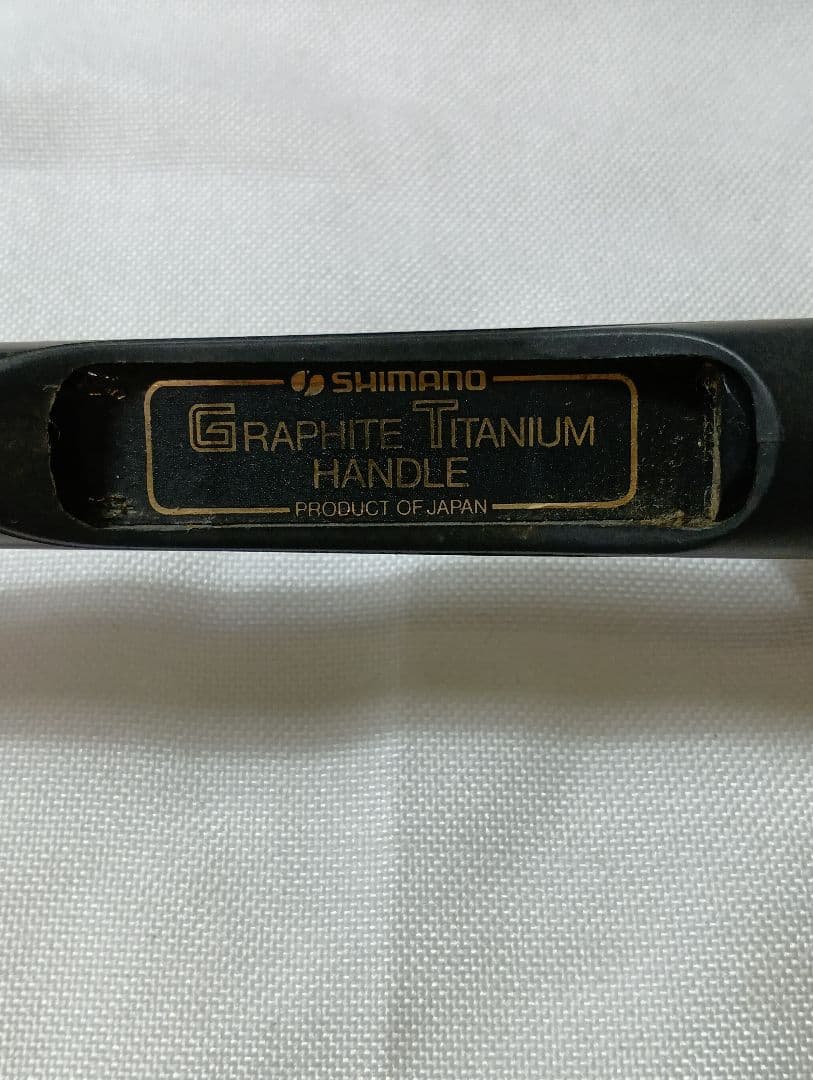 SHIMANO
GRAPHITE TITANIUM
HANDLE
PRODUCT OF JAPAN